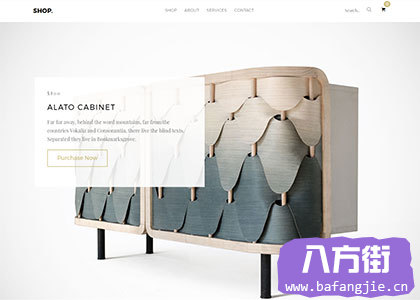 SHOP.
SHOP ABOUT SERVICES CONTACT
Search..
0
ALATO CABINET
Far far away, behind the word mountains, far from the
countries Vokalia and Consonantia, there live the blind texts.
Separated they live in Bookmarksgrove.
Purchase Now
八方街
www.bafangjie.cn